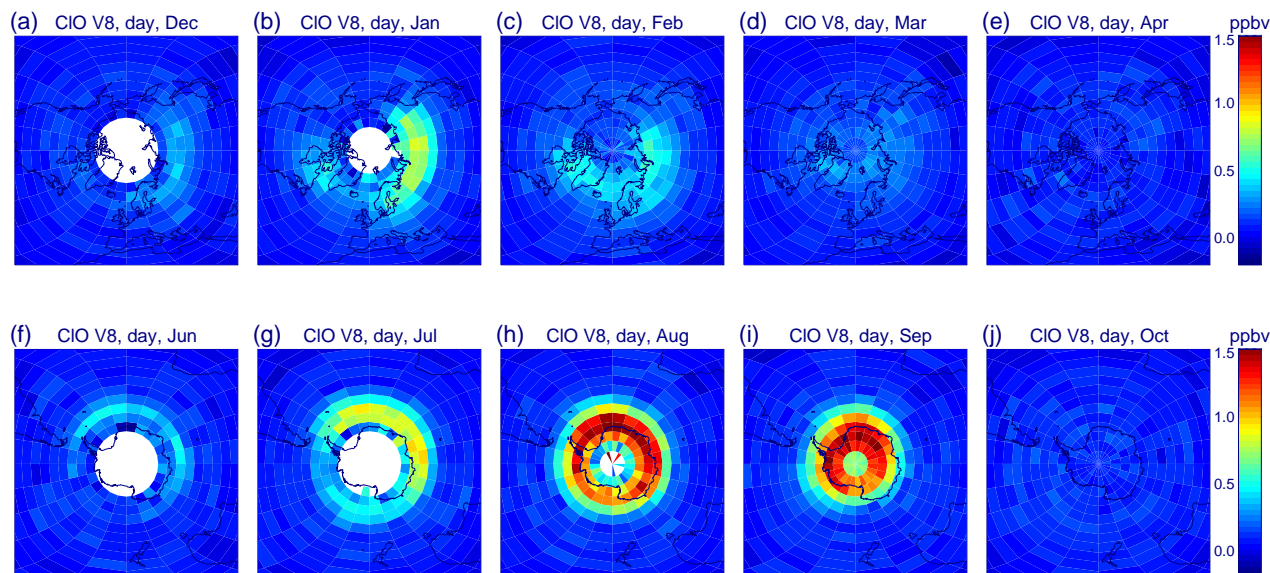 (a) ClO V8, day, Dec
(b) ClO V8, day, Jan
(c) ClO V8, day, Feb
(d) ClO V8, day, Mar
(e) ClO V8, day, Apr
ppbv
1.5
1.0
0.5
0.0
(f) ClO V8, day, Jun
(g) ClO V8, day, Jul
(h) ClO V8, day, Aug
(i) ClO V8, day, Sep
(j) ClO V8, day, Oct
ppbv
1.5
1.0
0.5
0.0